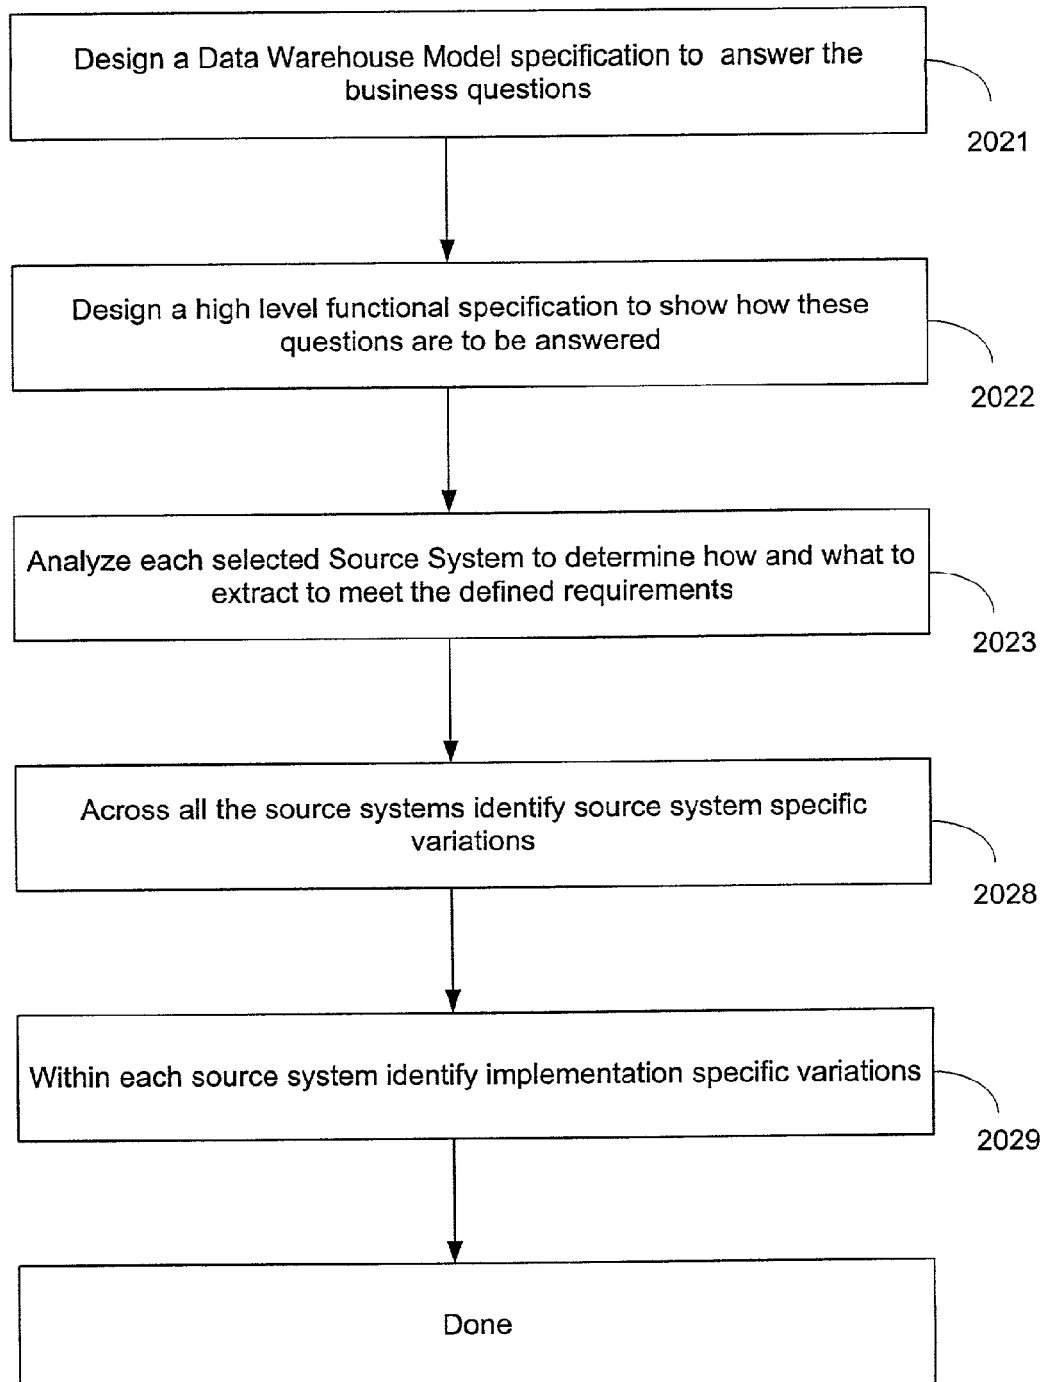 Design a Data Warehouse Model specification to answer the
business questions
2021
Design a high level functional specification to show how these
questions are to be answered
2022
Analyze each selected Source System to determine how and what to
extract to meet the defined requirements
2023
Across all the source systems identify source system specific
variations
2028
Within each source system identify implementation specific variations
2029
Done